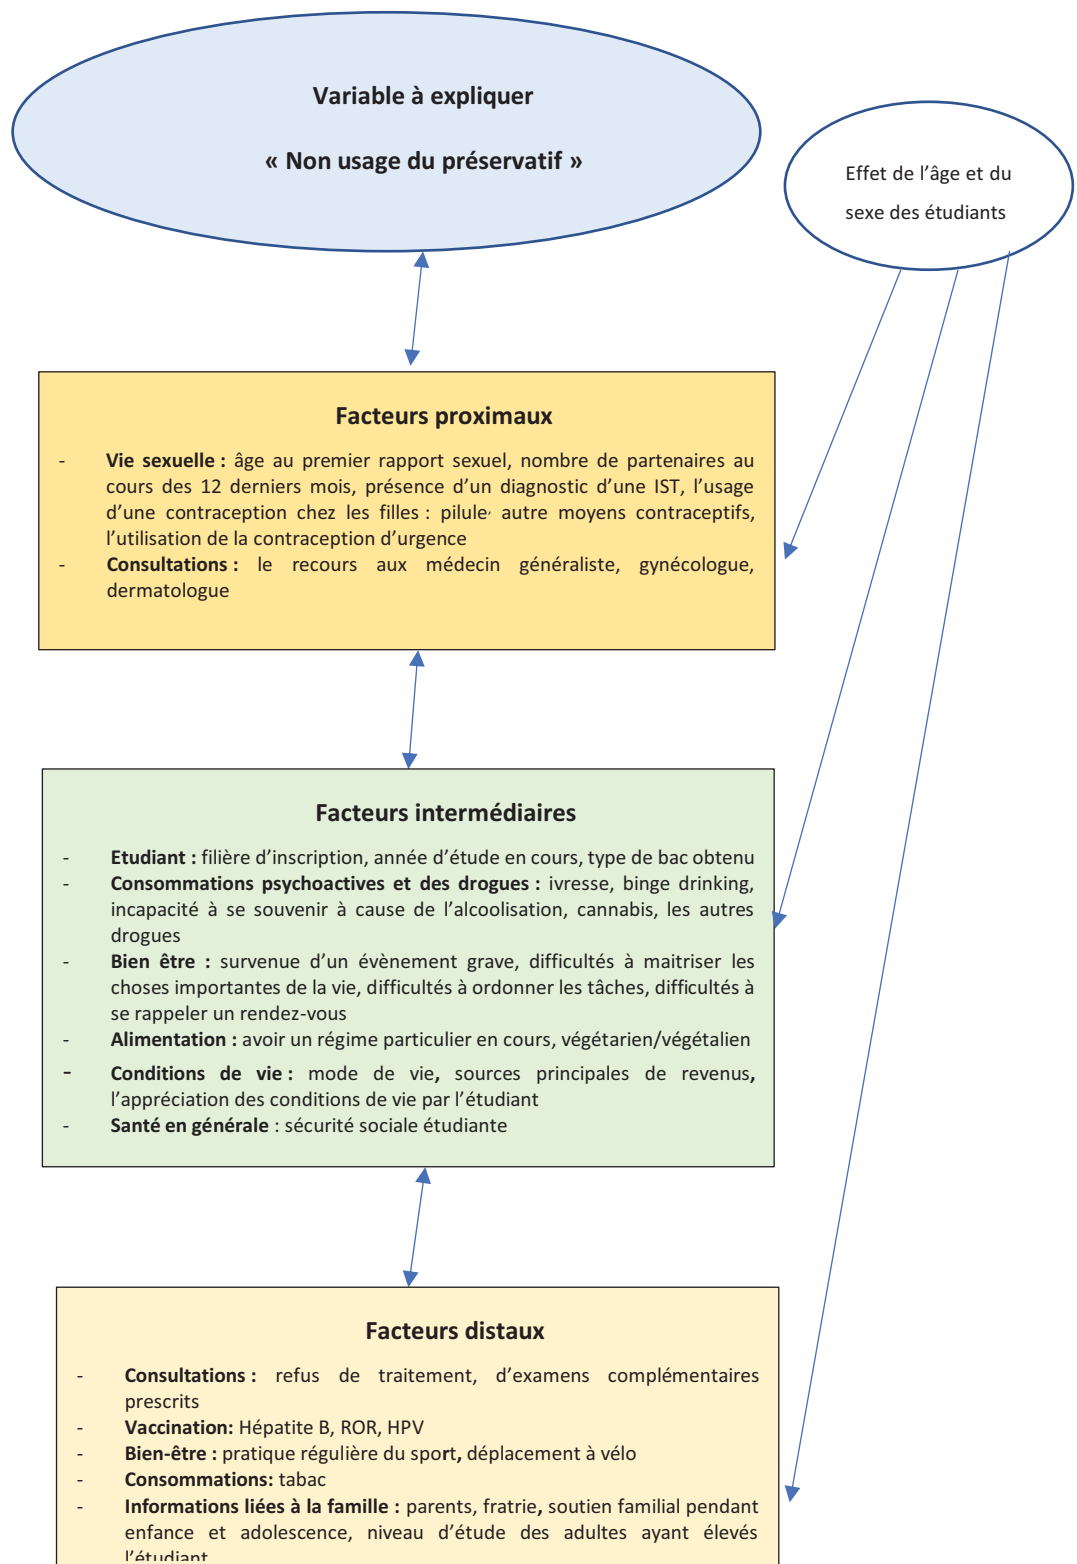 Variable à expliquer
« Non usage du préservatif »
Effet de l’âge et du
sexe des étudiants
Facteurs proximaux
- Vie sexuelle : âge au premier rapport sexuel, nombre de partenaires au
cours des 12 derniers mois, présence d’un diagnostic d’une IST, l’usage
d’une contraception chez les filles : pilule, autre moyens contraceptifs,
l’utilisation de la contraception d’urgence
- Consultations : le recours aux médecin généraliste, gynécologue,
dermatologue
Facteurs intermédiaires
- Etudiant : filière d’inscription, année d’étude en cours, type de bac obtenu
- Consommations psychoactives et des drogues : ivresse, binge drinking,
incapacité à se souvenir à cause de l’alcoolisation, cannabis, les autres
drogues
- Bien être : survenue d’un évènement grave, difficultés à maitriser les
choses importantes de la vie, difficultés à ordonner les tâches, difficultés à
se rappeler un rendez-vous
- Alimentation : avoir un régime particulier en cours, végétarien/végétalien
- Conditions de vie : mode de vie, sources principales de revenus,
l’appréciation des conditions de vie par l’étudiant
- Santé en générale : sécurité sociale étudiante
Facteurs distaux
- Consultations : refus de traitement, d’examens complémentaires
prescrits
- Vaccination: Hépatite B, ROR, HPV
- Bien-être : pratique régulière du sport, déplacement à vélo
- Consommations: tabac
- Informations liées à la famille : parents, fratrie, soutien familial pendant
enfance et adolescence, niveau d’étude des adultes ayant élevés
l’étudiant